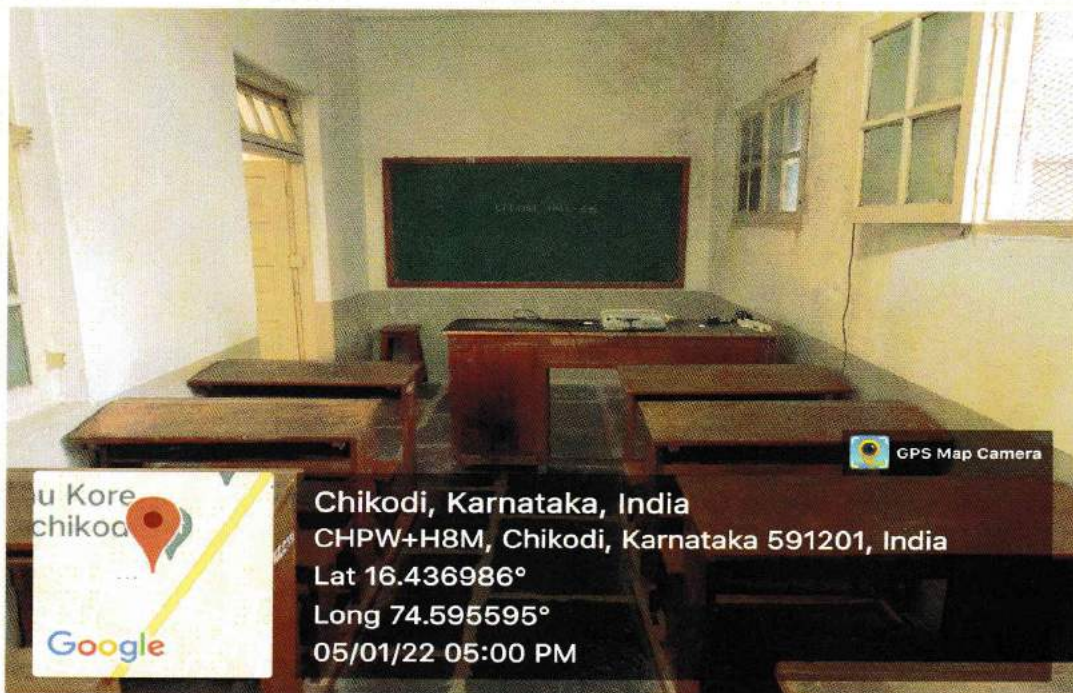 GPS Map Camera
u Kore
chikod
Google
Chikodi, Karnataka, India
CHPW+H8M, Chikodi, Karnataka 591201, India
Lat 16.436986°
Long 74.595595°
05/01/22 05:00 PM